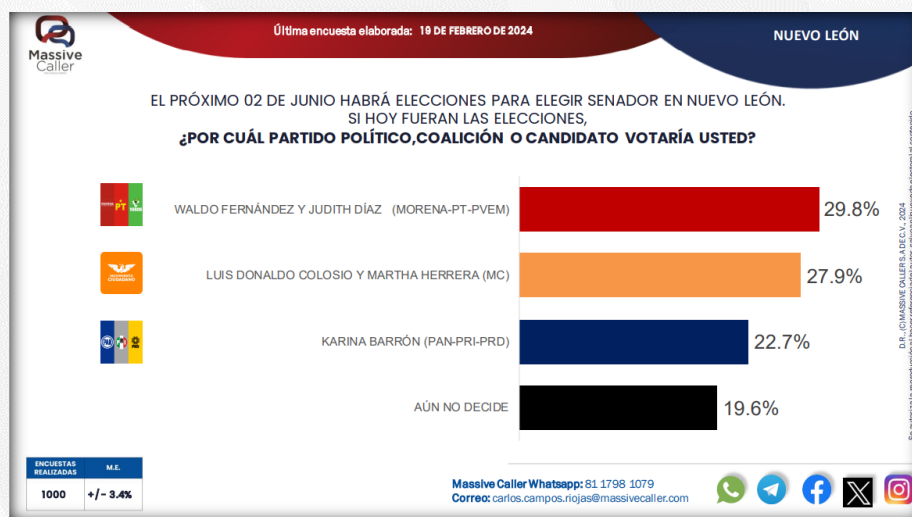 Massive
Caller
Última encuesta elaborada: 19 DE FEBRERO DE 2024
NUEVO LEÓN
EL PRÓXIMO 02 DE JUNIO HABRÁ ELECCIONES PARA ELEGIR SENADOR EN NUEVO LEÓN.
SI HOY FUERAN LAS ELECCIONES,
¿POR CUÁL PARTIDO POLÍTICO,COALICIÓN O CANDIDATO VOTARÍA USTED?
PT
WALDO FERNÁNDEZ Y JUDITH DÍAZ (MORENA-PT-PVEM)
29.8%
LUIS DONALDO COLOSIO Y MARTHA HERRERA (MC)
27.9%
KARINA BARRÓN (PAN-PRI-PRD)
22.7%
AÚN NO DECIDE
19.6%
D.R., (C) MASSIVE CALLER S.A DE C.V., 2024
ENCUESTAS REALIZADAS
M.E.
1000
+/- 3.4%
Massive Caller Whatsapp: 81 1798 1079
Correo: carlos.campos.riojas@massivecaller.com